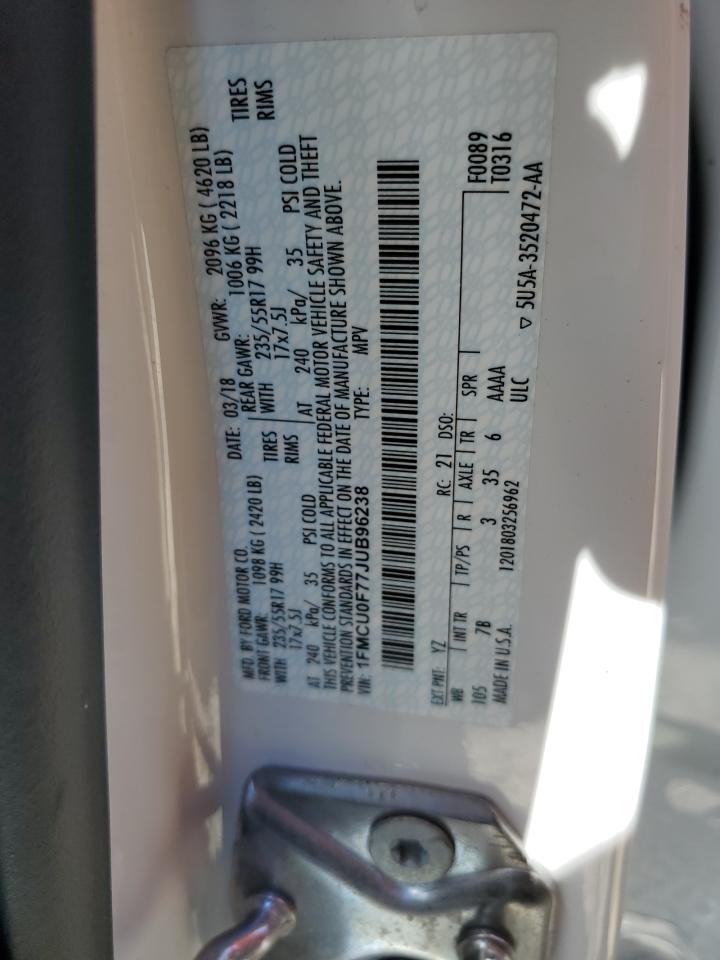 MFD. BY FORD MOTOR CO. DATE: 03/18 GVWR: 2096 KG ( 4620 LB)
FRONT GAWR: 1098 KG ( 2420 LB) REAR GAWR: 1006 KG ( 2218 LB)
WITH 235/55R17 99H TIRES WITH 235/55R17 99H TIRES
17x7.5J RIMS 17x7.5J RIMS
AT 240 kPa/ 35 PSI COLD AT 240 kPa/ 35 PSI COLD
THIS VEHICLE CONFORMS TO ALL APPLICABLE FEDERAL MOTOR VEHICLE SAFETY AND THEFT
PREVENTION STANDARDS IN EFFECT ON THE DATE OF MANUFACTURE SHOWN ABOVE.
VIN: 1FMCU0F77JUB96238 TYPE: MPV
EXT PNT: YZ RC: 21 DSO: F0089
WB INT TR TP/PS R AXLE TR SPR T0316
105 7B 3 35 6 AAAA
MADE IN U.S.A. 1201803256962 ULC
▽ 5U5A-3520472-AA